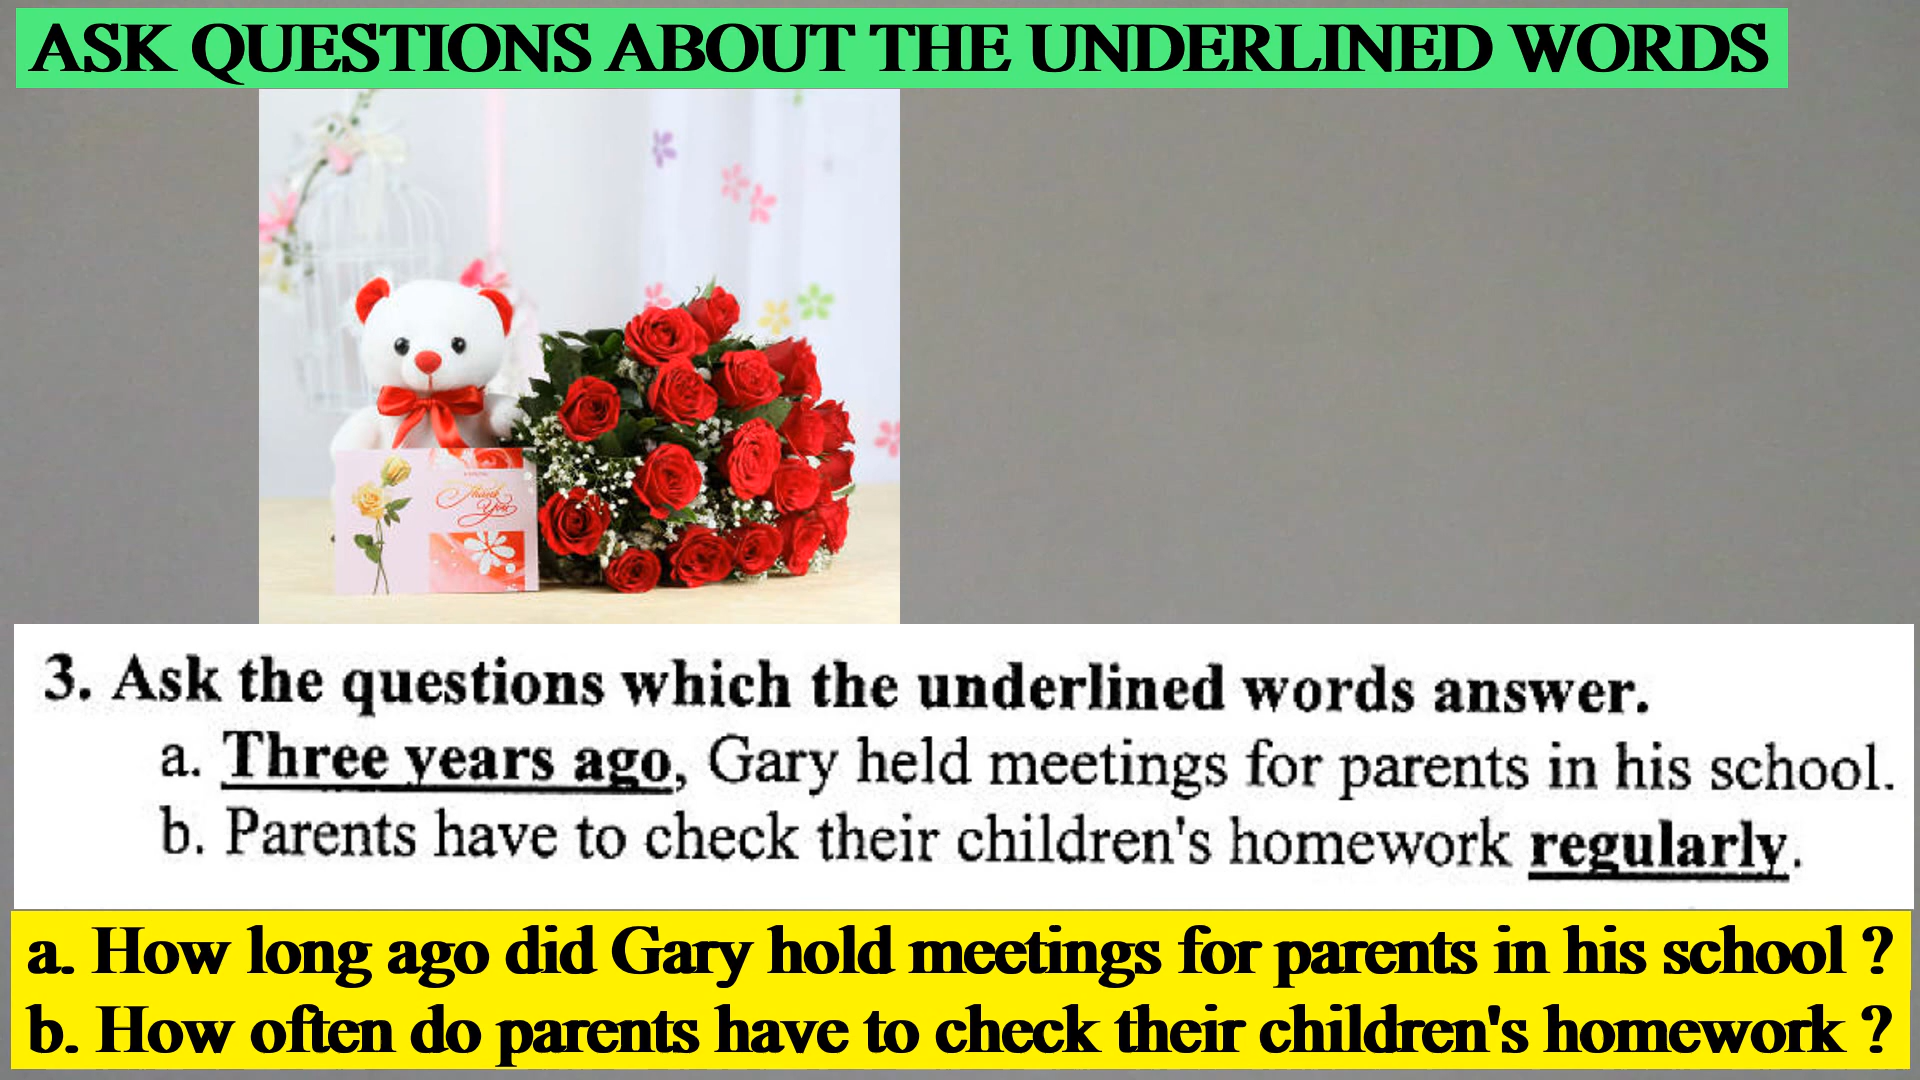 ASK QUESTIONS ABOUT THE UNDERLINED WORDS
Thank
You
3. Ask the questions which the underlined words answer.
a. Three years ago, Gary held meetings for parents in his school.
b. Parents have to check their children's homework regularly.
a. How long ago did Gary hold meetings for parents in his school ?
b. How often do parents have to check their children's homework ?